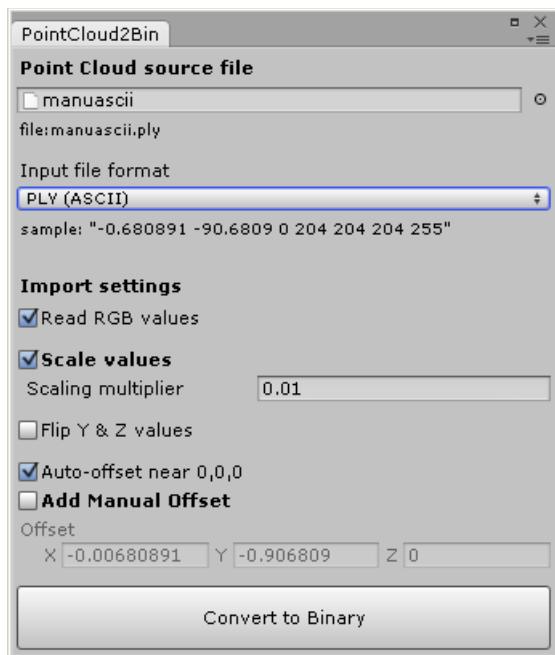 PointCloud2Bin
Point Cloud source file
manuascii
file:manuascii.ply
Input file format
PLY (ASCII)
sample: "-0.680891 -90.6809 0 204 204 204 255"
Import settings
Read RGB values
Scale values
Scaling multiplier 0.01
Flip Y & Z values
Auto-offset near 0,0,0
Add Manual Offset
Offset
X -0.00680891 Y -0.906809 Z 0
Convert to Binary